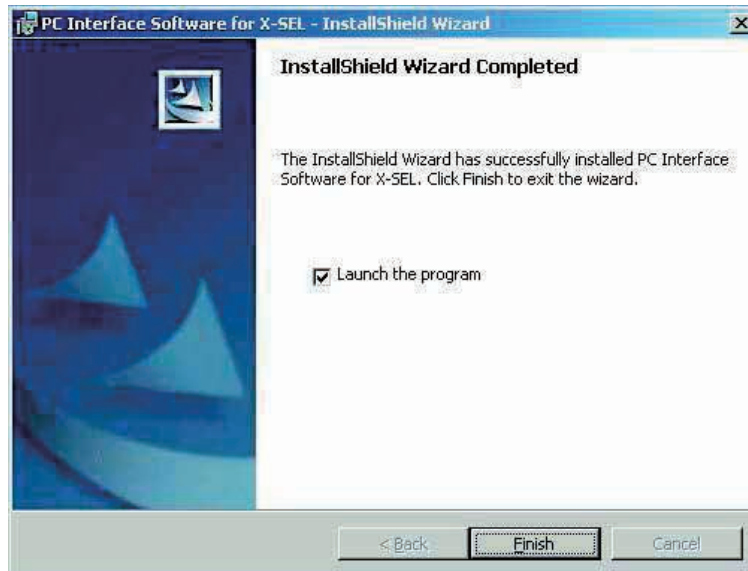 PC Interface Software for X-SEL - InstallShield Wizard
InstallShield Wizard Completed
The InstallShield Wizard has successfully installed PC Interface
Software for X-SEL. Click Finish to exit the wizard.
Launch the program
< Back
Finish
Cancel